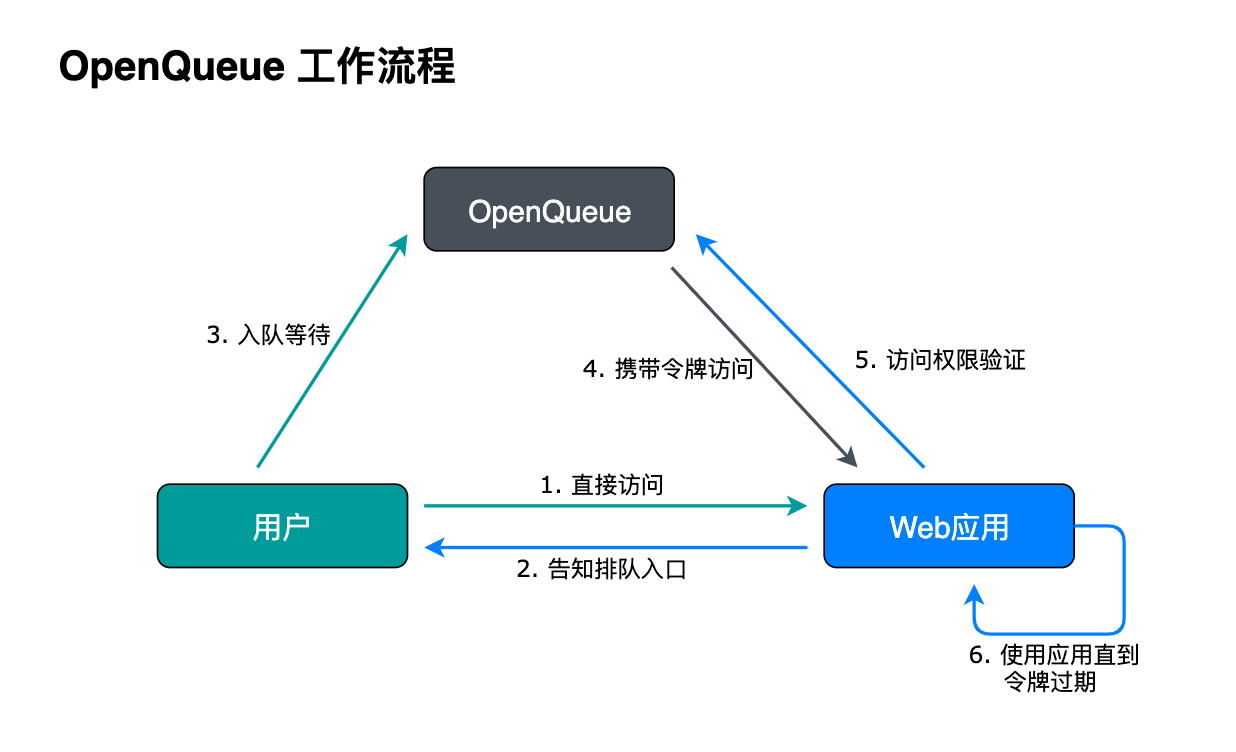 OpenQueue 工作流程
OpenQueue
3. 入队等待
4. 携带令牌访问
5. 访问权限验证
1. 直接访问
用户
Web应用
2. 告知排队入口
6. 使用应用直到
令牌过期